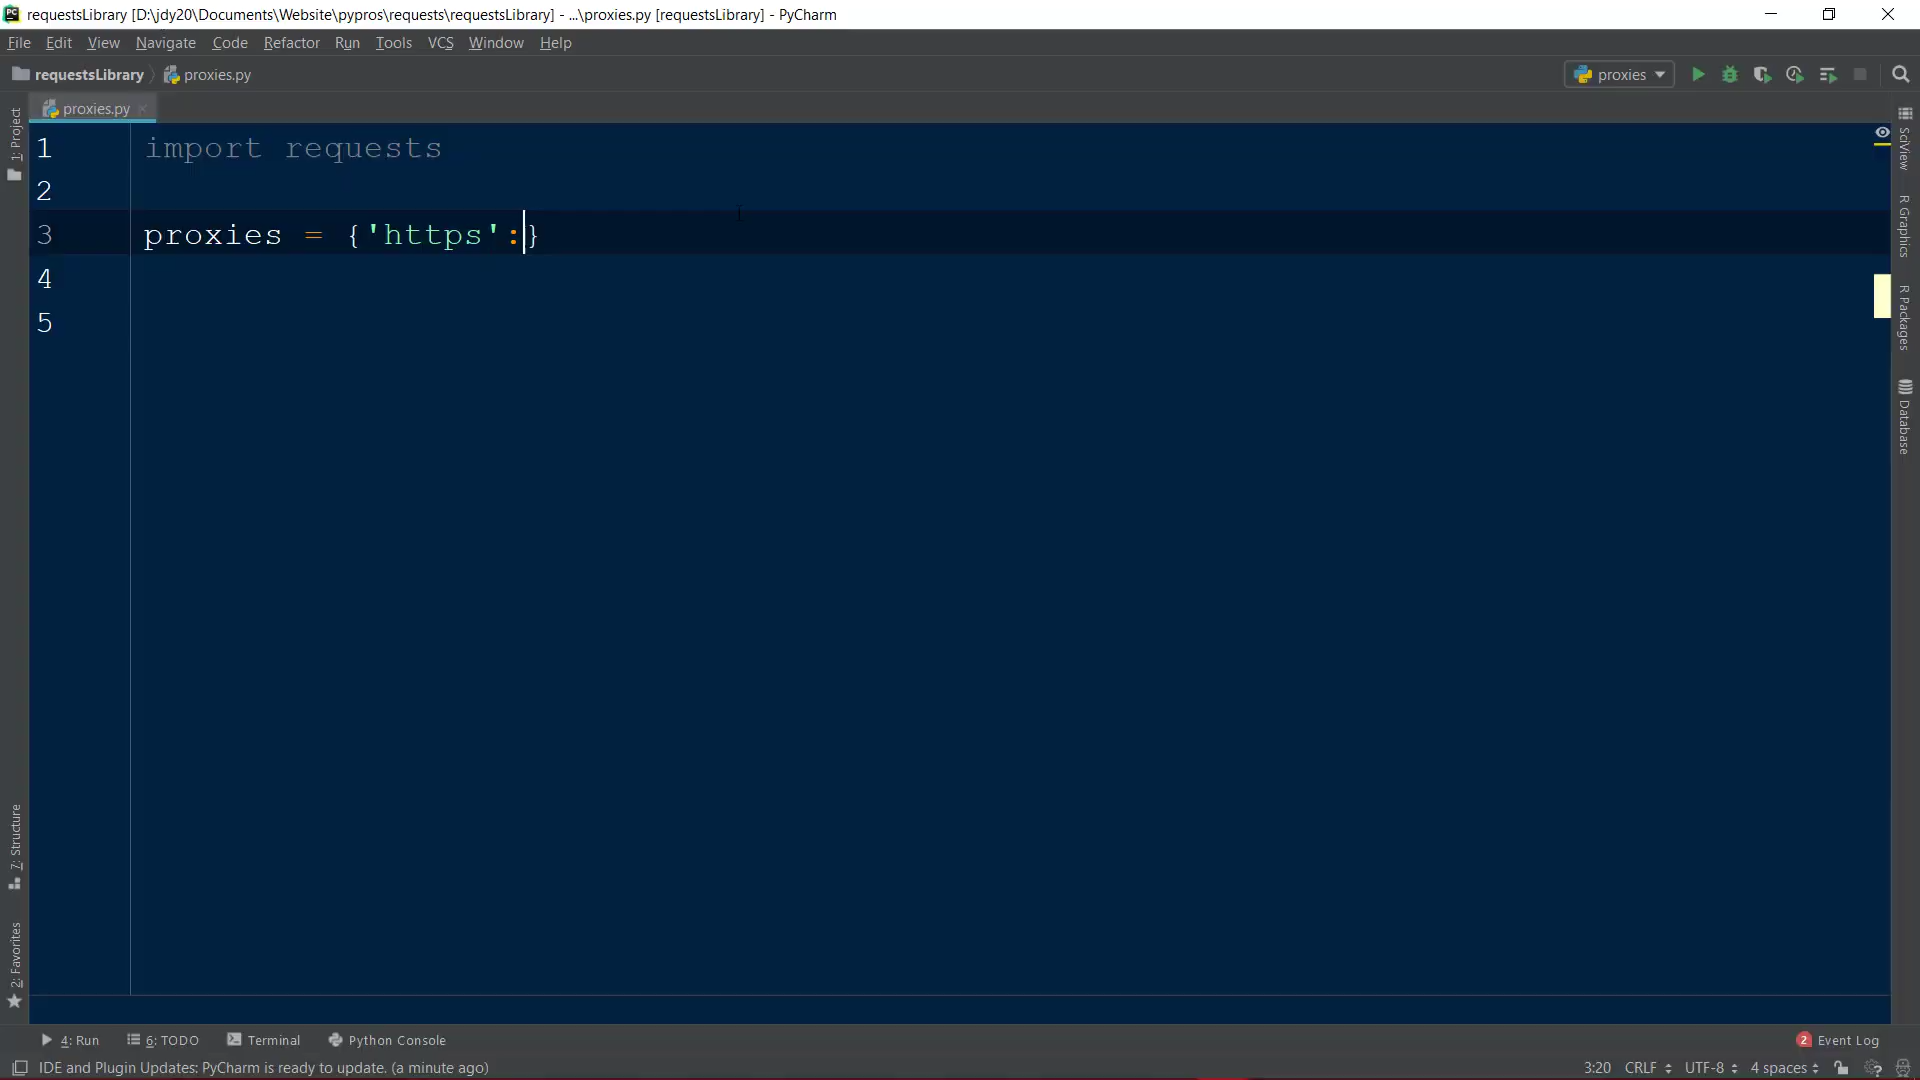 requestsLibrary [D:\jdy20\Documents\Website\pypros\requests\requestsLibrary] - ...\proxies.py [requestsLibrary] - PyCharm
File Edit View Navigate Code Refactor Run Tools VCS Window Help
requestsLibrary proxies.py proxies
proxies.py
1 import requests
2
3 proxies = {'https':}
4
5
1: Project
7: Structure
2: Favorites
SciView
R Graphics
R Packages
Database
4: Run 6: TODO Terminal Python Console 2 Event Log
IDE and Plugin Updates: PyCharm is ready to update. (a minute ago) 3:20 CRLF UTF-8 4 spaces